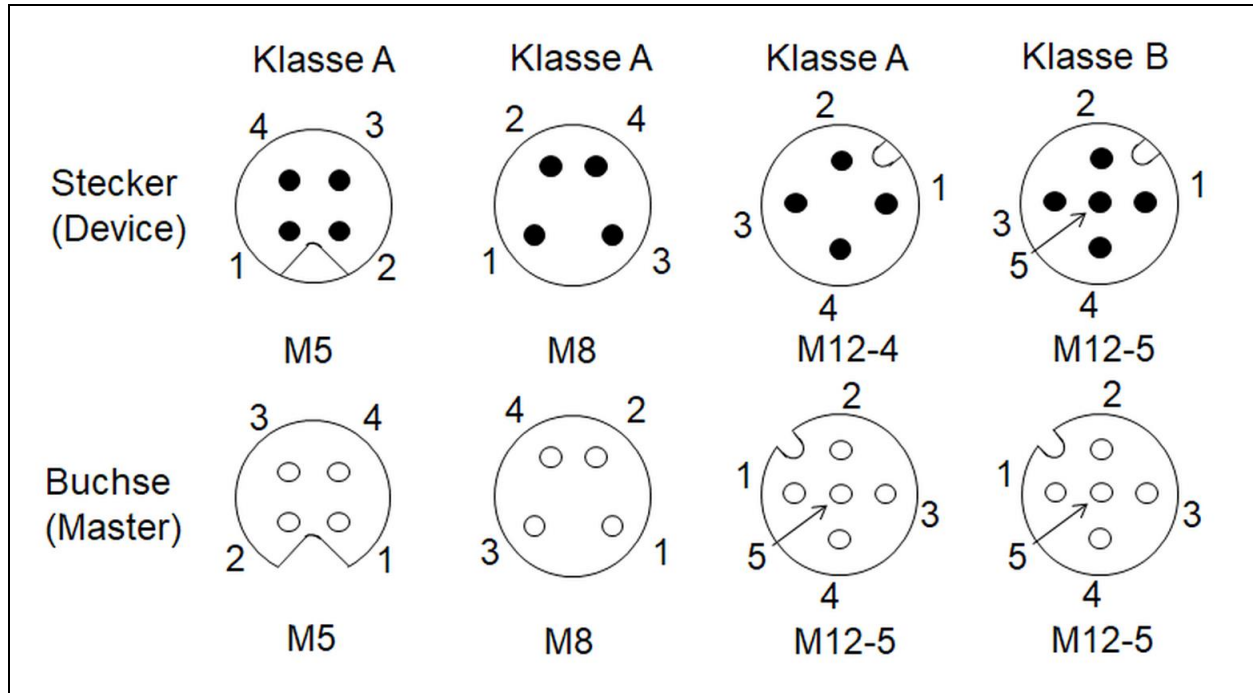 Klasse A Klasse A Klasse A Klasse B
4 3 2 4 2 2
Stecker
(Device)
1 1
3 3
1 2 1 3 5
4 4
M5 M8 M12-4 M12-5
3 4 4 2 2 2
Buchse
(Master)
1 1
3 3
2 1 3 1 5 5
4 4
M5 M8 M12-5 M12-5